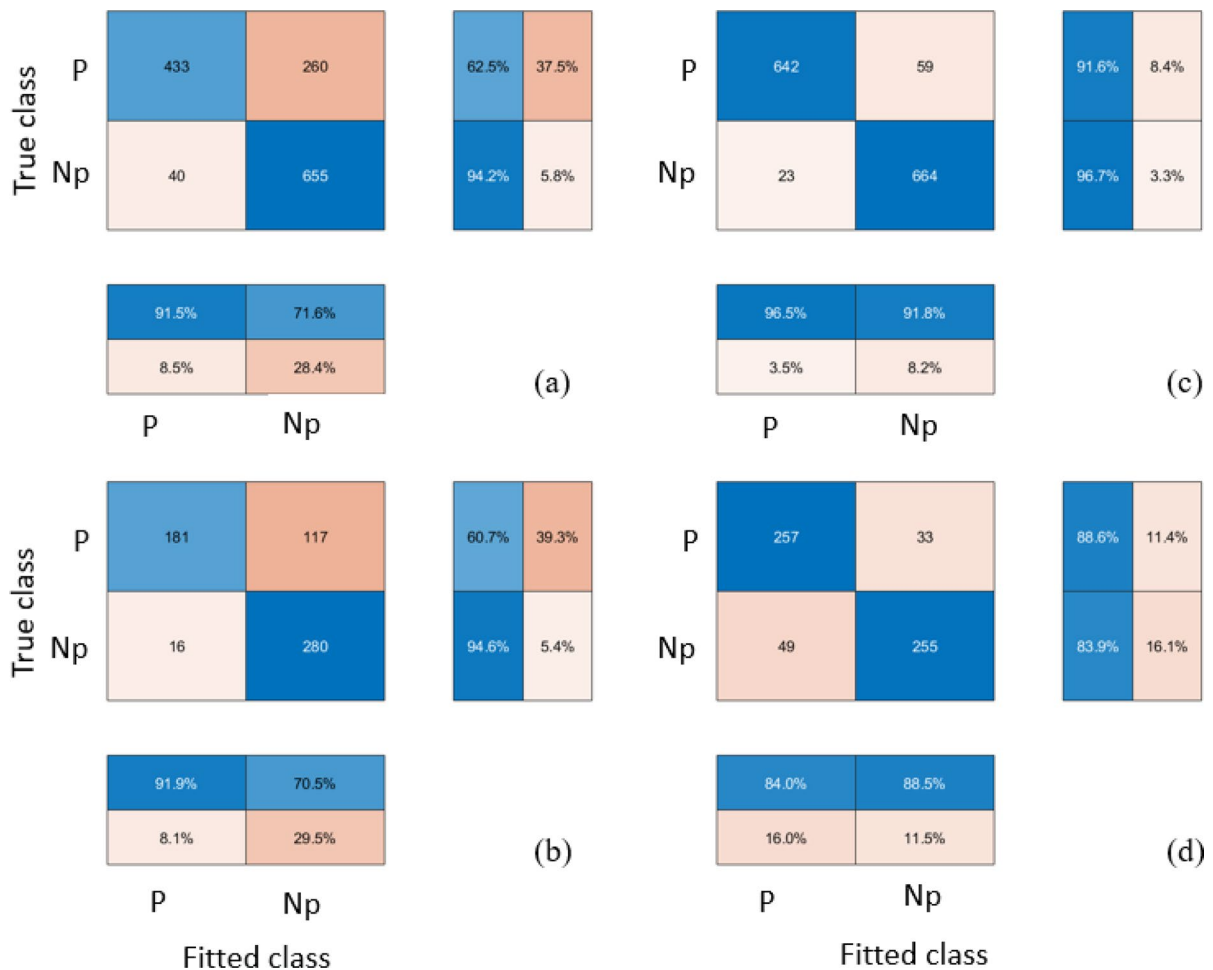 P
433
260
62.5%
37.5%
Np
40
655
94.2%
5.8%
True class
91.5%
71.6%
8.5%
28.4%
P
Np
(a)
P
642
59
91.6%
8.4%
Np
23
664
96.7%
3.3%
96.5%
91.8%
3.5%
8.2%
P
Np
(c)
P
181
117
60.7%
39.3%
Np
16
280
94.6%
5.4%
True class
91.9%
70.5%
8.1%
29.5%
P
Np
Fitted class
(b)
P
257
33
88.6%
11.4%
Np
49
255
83.9%
16.1%
84.0%
88.5%
16.0%
11.5%
P
Np
Fitted class
(d)